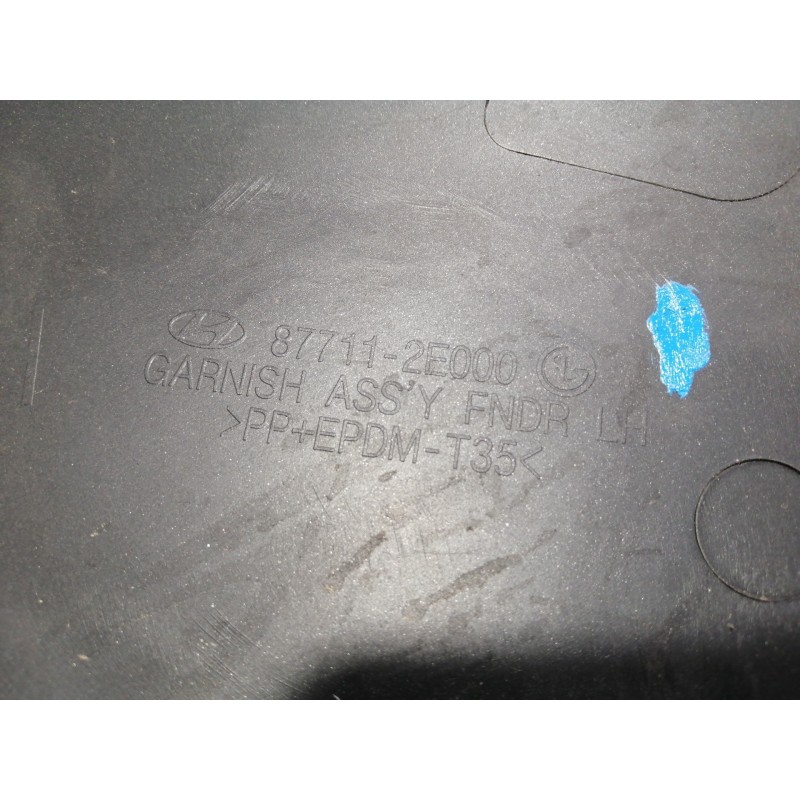 87711-2E000
GARNISH ASS'Y FNDR LH
>PP+EPDM-T35<